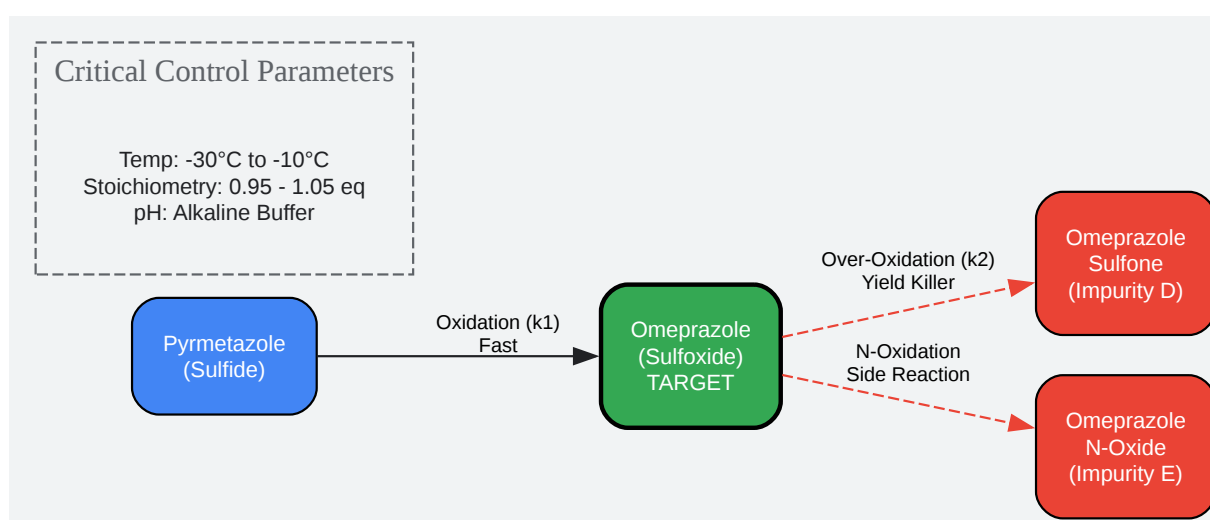 Critical Control Parameters
Temp: -30°C to -10°C
Stoichiometry: 0.95 - 1.05 eq
pH: Alkaline Buffer
Pyrmetazole
(Sulfide)
Oxidation (k1)
Fast
Omeprazole
(Sulfoxide)
TARGET
Over-Oxidation (k2)
Yield Killer
N-Oxidation
Side Reaction
Omeprazole
Sulfone
(Impurity D)
Omeprazole
N-Oxide
(Impurity E)